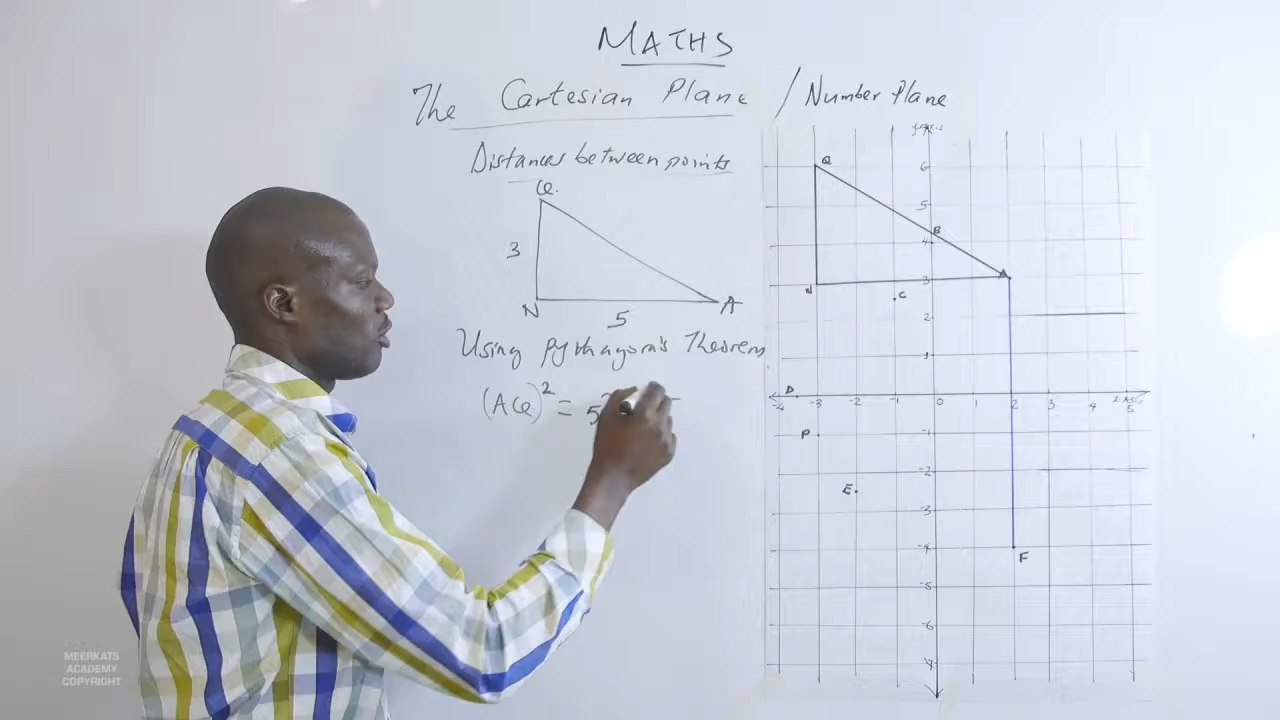 MATHS
The Cartesian Plane / Number Plane
Distances between points
Q
3
N
5
A
Using Pythagora's Theorem
(AQ)² = 5
Q
6
5
B
4
A
3
N
C
2
1
D
-4 -3 -2 -1 0 1 2 3 4 5
P
-1
-2
E
-3
-4
F
-5
-6
-7
MEERKATS
ACADEMY
COPYRIGHT